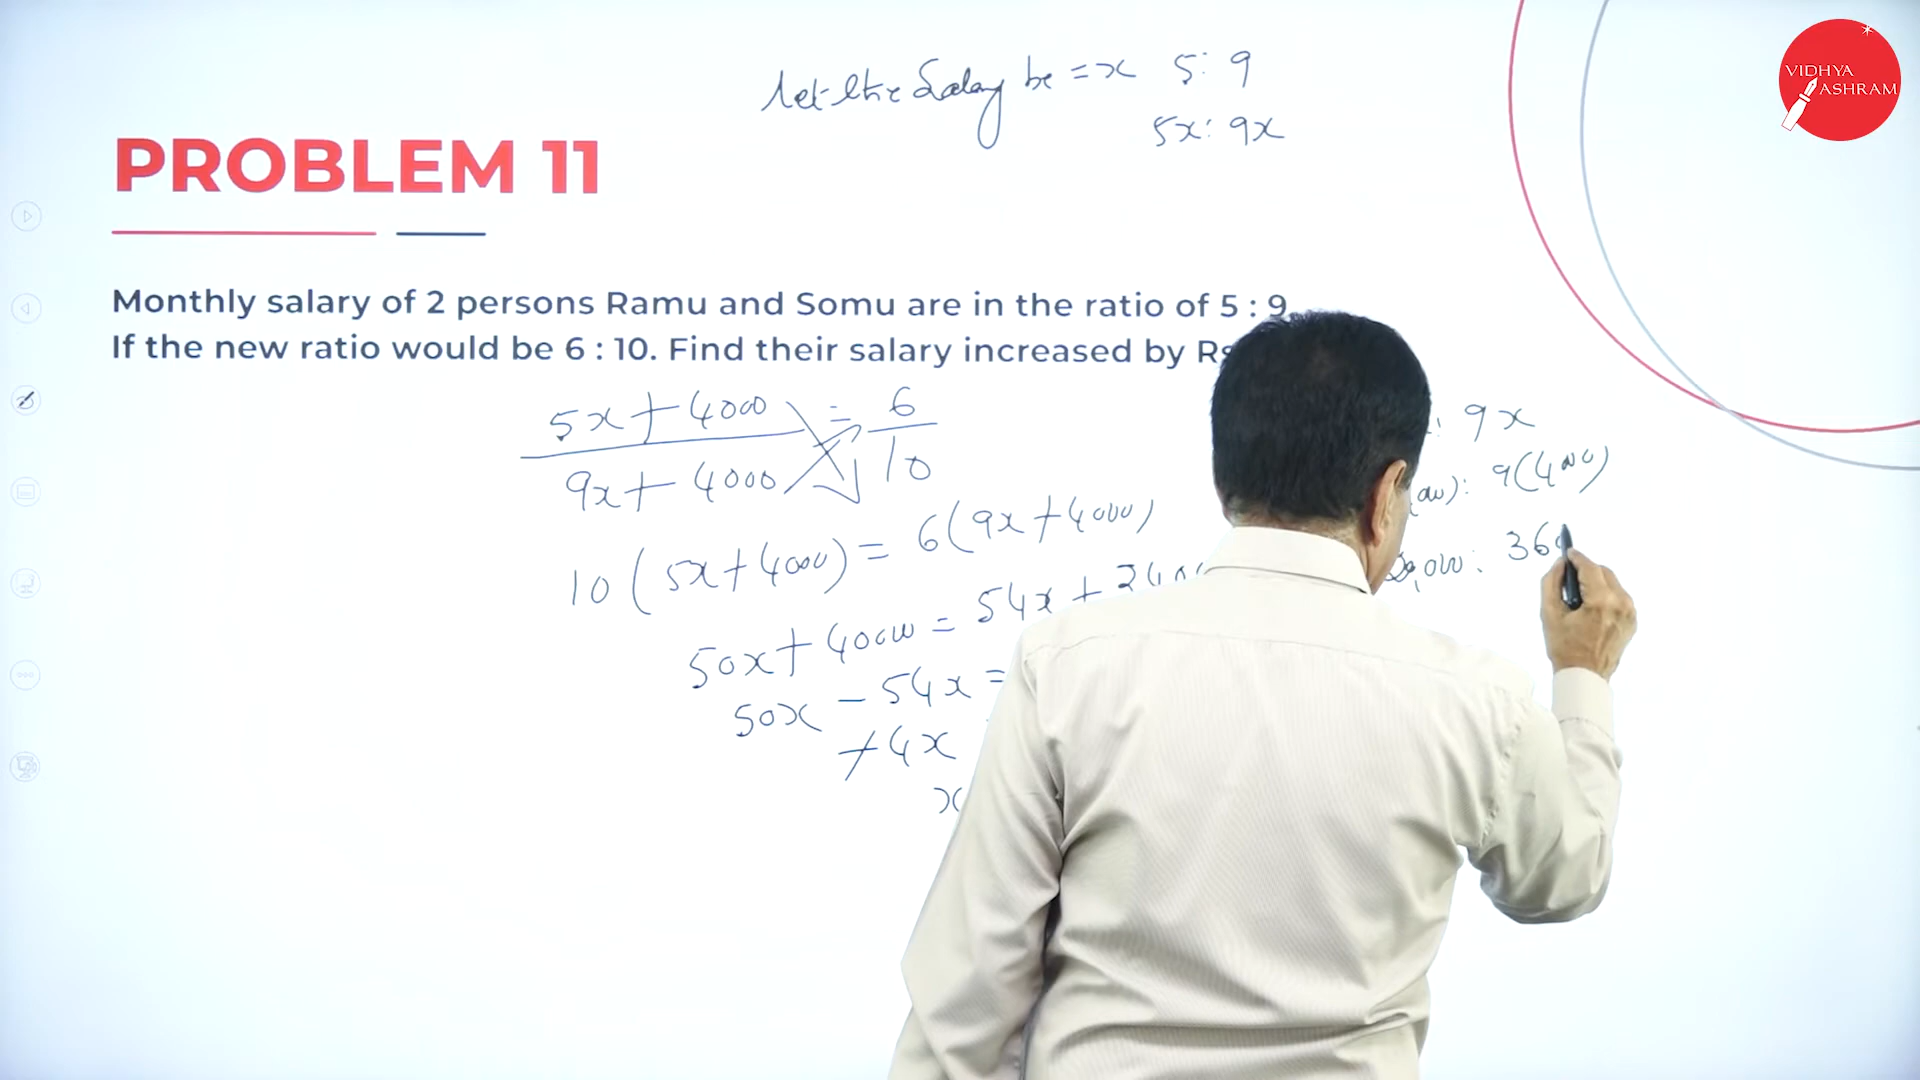 Let the Salary be = x 5 : 9
5x : 9x
VIDHYA
ASHRAM
PROBLEM 11
Monthly salary of 2 persons Ramu and Somu are in the ratio of 5 : 9
If the new ratio would be 6 : 10. Find their salary increased by Rs
5x + 4000 = 6
9x + 4000 10
: 9x
: 9(4000)
10 (5x + 4000) = 6 (9x + 4000)
: 36
50x + 40000 = 54x +
50x - 54x =
4x
x